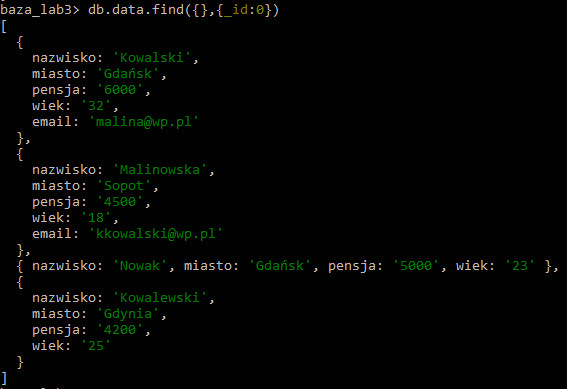 baza_lab3> db.data.find({},{_id:0})
[
  {
    nazwisko: 'Kowalski',
    miasto: 'Gdańsk',
    pensja: '6000',
    wiek: '32',
    email: 'malina@wp.pl'
  },
  {
    nazwisko: 'Malinowska',
    miasto: 'Sopot',
    pensja: '4500',
    wiek: '18',
    email: 'kkowalski@wp.pl'
  },
  { nazwisko: 'Nowak', miasto: 'Gdańsk', pensja: '5000', wiek: '23' },
  {
    nazwisko: 'Kowalewski',
    miasto: 'Gdynia',
    pensja: '4200',
    wiek: '25'
  }
]